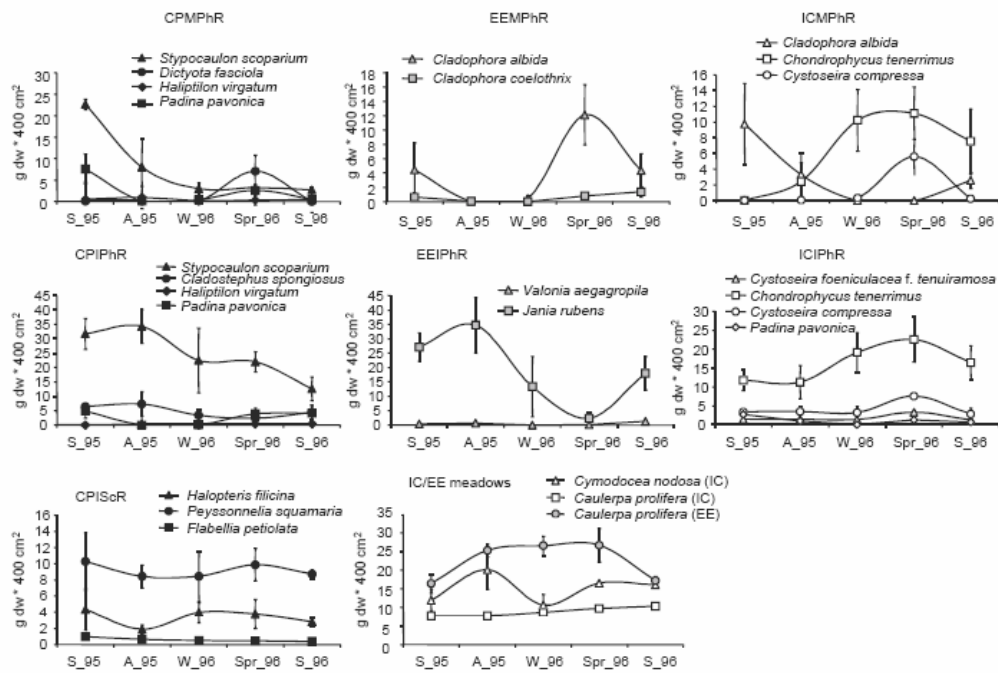 CPMPhR
Stypocaulon scoparium
Dictyota fasciola
Haliptilon virgatum
Padina pavonica
g dw * 400 cm²
30
25
20
15
10
5
0
S_95 A_95 W_96 Spr_96 S_96
EEMPhR
Cladophora albida
Cladophora coelothrix
g dw * 400 cm²
18
16
14
12
10
8
6
4
2
0
S_95 A_95 W_96 Spr_96 S_96
ICMPhR
Cladophora albida
Chondrophycus tenerrimus
Cystoseira compressa
g dw * 400 cm²
16
14
12
10
8
6
4
2
0
S_95 A_95 W_96 Spr_96 S_96
CPIPhR
Stypocaulon scoparium
Cladostephus spongiosus
Haliptilon virgatum
Padina pavonica
g dw * 400 cm²
45
40
35
30
25
20
15
10
5
0
S_95 A_95 W_96 Spr_96 S_96
EEIPhR
Valonia aegagropila
Jania rubens
g dw * 400 cm²
45
40
35
30
25
20
15
10
5
0
S_95 A_95 W_96 Spr_96 S_96
ICIPhR
Cystoseira foeniculacea f. tenuiramosa
Chondrophycus tenerrimus
Cystoseira compressa
Padina pavonica
g dw * 400 cm²
30
25
20
15
10
5
0
S_95 A_95 W_96 Spr_96 S_96
CPIScR
Halopteris filicina
Peyssonnelia squamaria
Flabellia petiolata
g dw * 400 cm²
16
14
12
10
8
6
4
2
0
S_95 A_95 W_96 Spr_96 S_96
IC/EE meadows
Cymodocea nodosa (IC)
Caulerpa prolifera (IC)
Caulerpa prolifera (EE)
g dw * 400 cm²
35
30
25
20
15
10
5
0
S_95 A_95 W_96 Spr_96 S_96